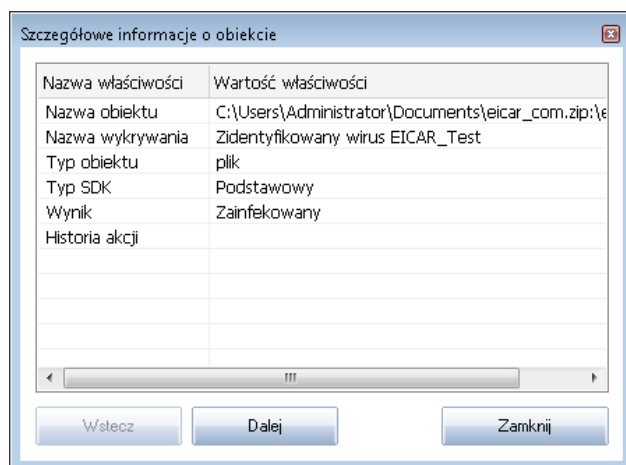 Szczegółowe informacje o obiekcie
Nazwa właściwości Wartość właściwości
Nazwa obiektu C:\Users\Administrator\Documents\eicar_com.zip:\e
Nazwa wykrywania Zidentyfikowany wirus EICAR_Test
Typ obiektu plik
Typ SDK Podstawowy
Wynik Zainfekowany
Historia akcji
Wstecz Dalej Zamknij